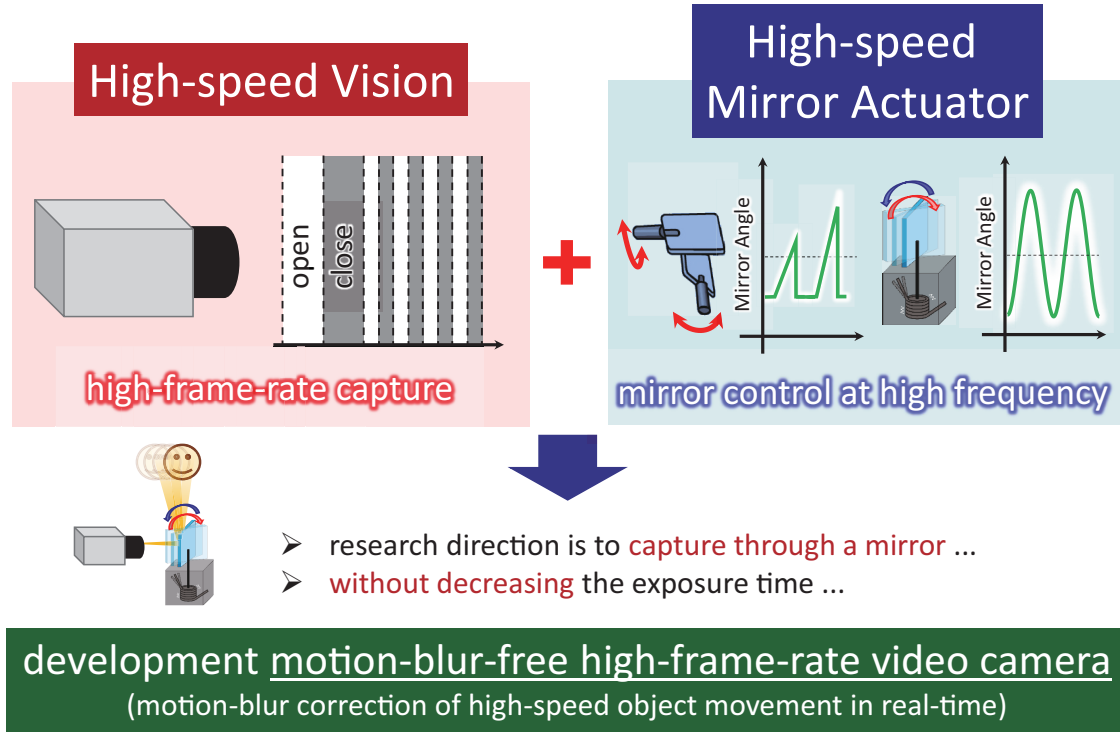 High-speed Vision
open
close
high-frame-rate capture
High-speed
Mirror Actuator
Mirror Angle
Mirror Angle
mirror control at high frequency
➢ research direction is to capture through a mirror ...
➢ without decreasing the exposure time ...
development motion-blur-free high-frame-rate video camera
(motion-blur correction of high-speed object movement in real-time)